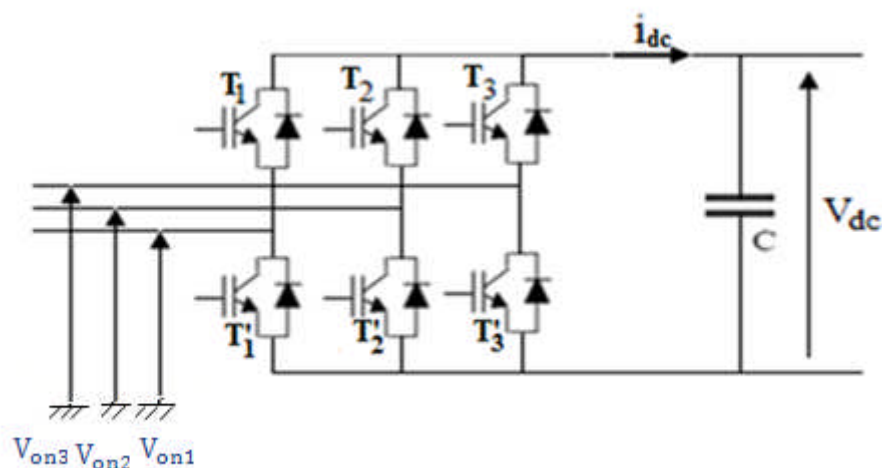 i_dc
T_1 T_2 T_3
V_dc
C
T'_1 T'_2 T'_3
V_on3 V_on2 V_on1